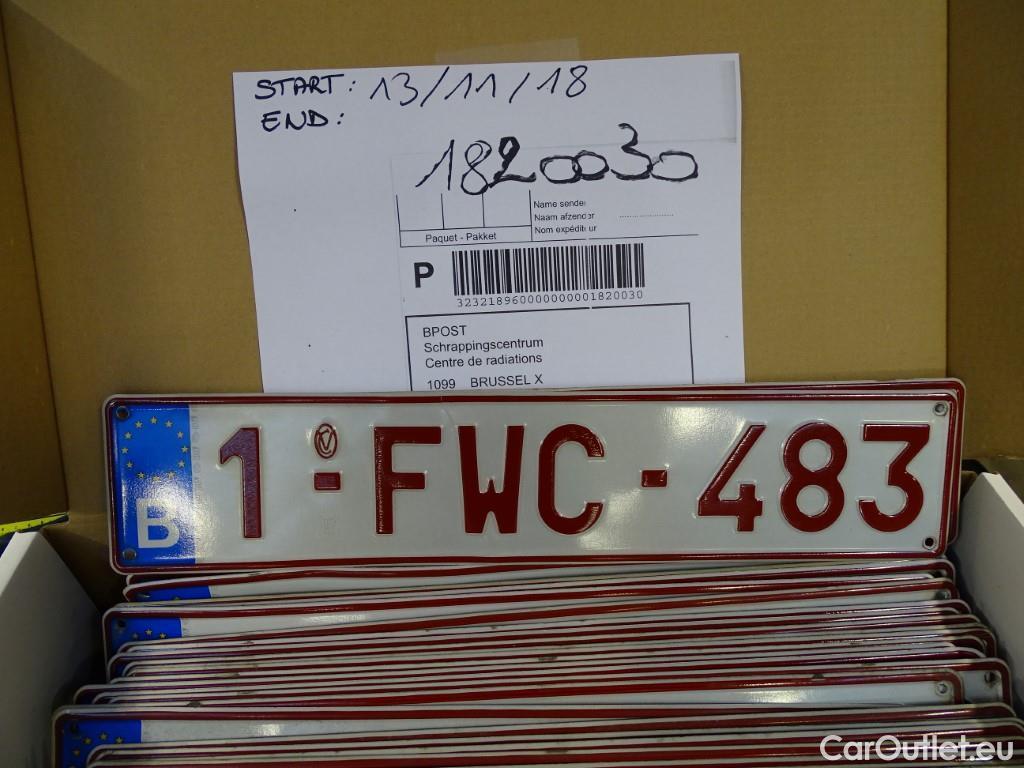 START: 13/11/18
END:
1820030
Name sender
Naam afzender
Nom expéditeur
Paquet - Pakket
P
323218960000000001820030
BPOST
Schrappingscentrum
Centre de radiations
1099 BRUSSEL X
B 1-FWC-483
CarOutlet.eu